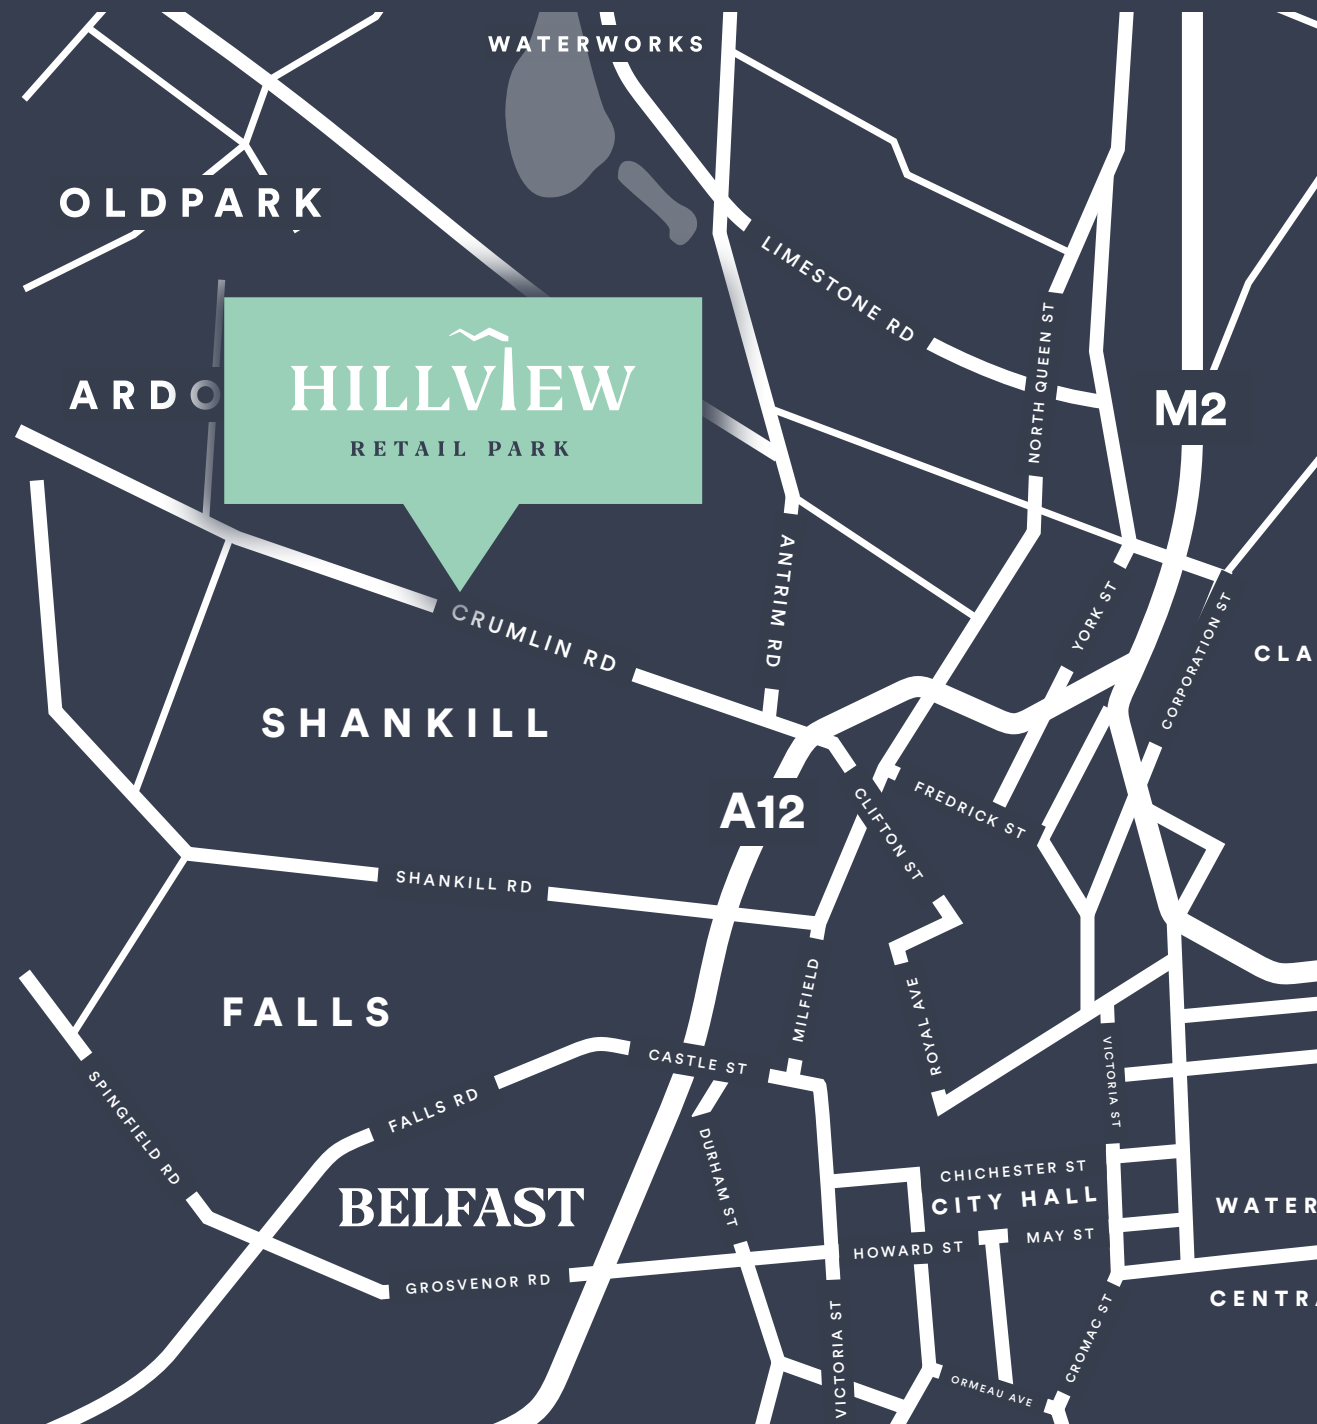 WATERWORKS
OLDPARK
LIMESTONE RD
NORTH QUEEN ST
HILLVIEW
RETAIL PARK
ARDO
M2
ANTRIM RD
YORK ST
CORPORATION ST
CRUMLIN RD
CLA
SHANKILL
A12
FREDRICK ST
CLIFTON ST
SHANKILL RD
MILFIELD
ROYAL AVE
FALLS
CASTLE ST
VICTORIA ST
SPINGFIELD RD
FALLS RD
DURHAM ST
CHICHESTER ST
CITY HALL
BELFAST
WATER
MAY ST
HOWARD ST
GROSVENOR RD
CENTRA
VICTORIA ST
CROMAC ST
ORMEAU AVE